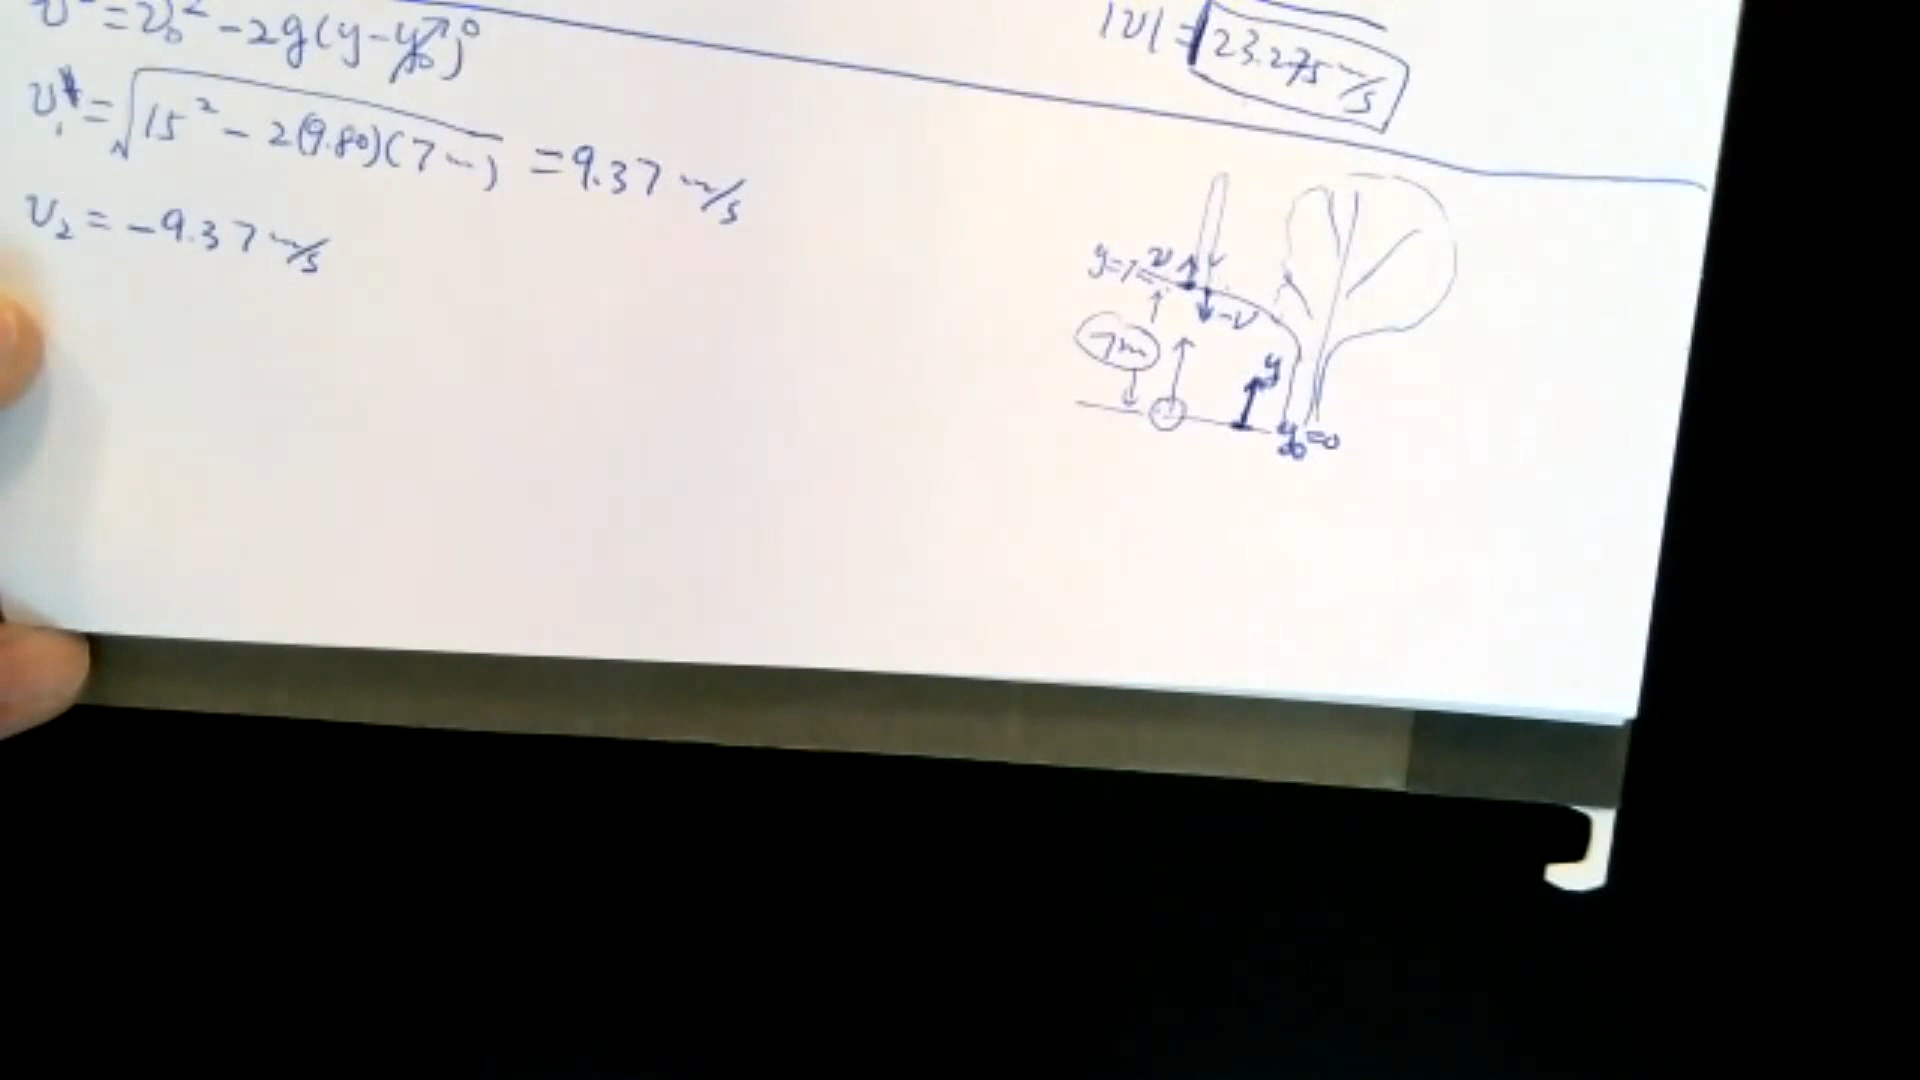 v² = v₀² - 2g(y - y₀)⁰
v₁ = √15² - 2(9.80)(7m) = 9.37 m/s
v₂ = -9.37 m/s
|v| = 23.275 m/s
y=7
v
-v
7m
y
y₀=0